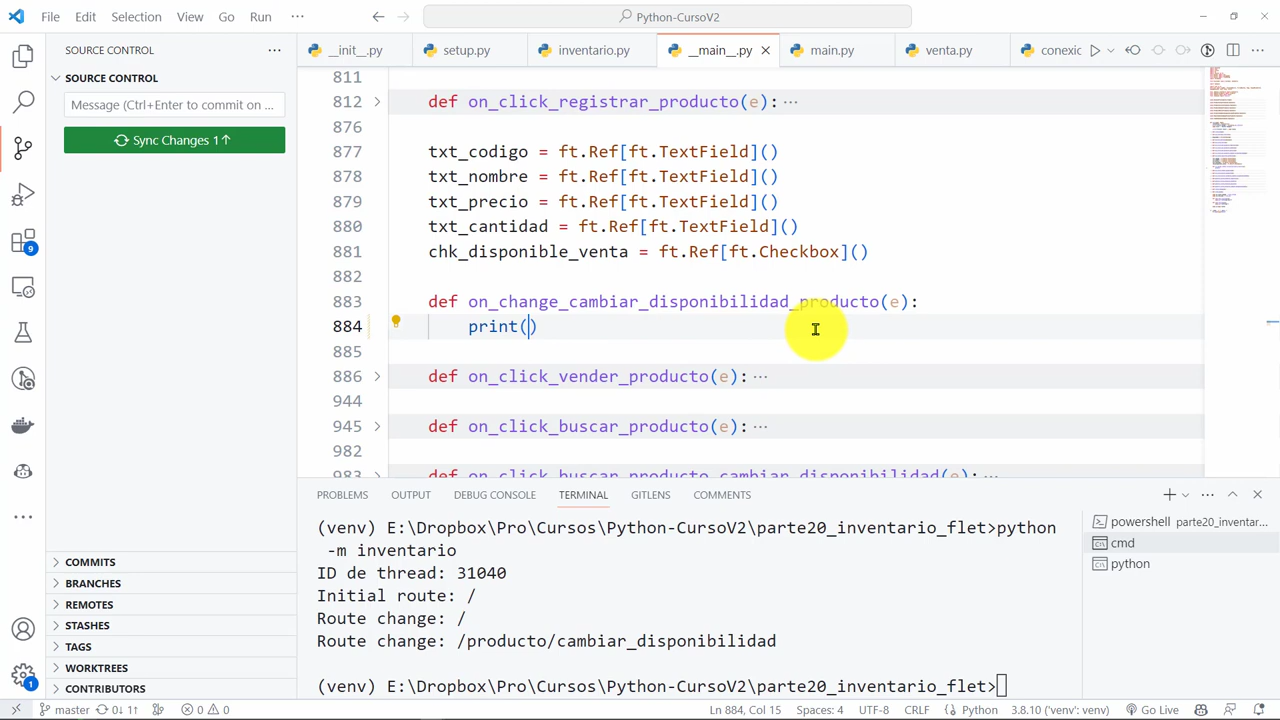 File Edit Selection View Go Run ··· Python-CursoV2
SOURCE CONTROL ···
__init__.py setup.py inventario.py __main__.py main.py venta.py conexic ···
SOURCE CONTROL
Message (Ctrl+Enter to commit on ...
Sync Changes 1↑
811
812 def on_click_registrar_producto(e): ···
ft.Ref[ft.TextField]()
878 ft.Ref[ft.TextField]()
879 ft.Ref[ft.TextField]()
= ft.Ref[ft.TextField]()
881 chk_disponible_venta = ft.Ref[ft.Checkbox]()
882
883 def on_change_cambiar_disponibilidad_producto(e):
884 print()
885
886 def on_click_vender_producto(e): ···
944
945 def on_click_buscar_producto(e): ···
982
983 def on_click_buscar_producto_cambiar_disponibilidad(e): ···
PROBLEMS OUTPUT DEBUG CONSOLE TERMINAL GITLENS COMMENTS
(venv) E:\Dropbox\Pro\Cursos\Python-CursoV2\parte20_inventario_flet>python
-m inventario
ID de thread: 31040
Initial route: /
Route change: /
Route change: /producto/cambiar_disponibilidad
(venv) E:\Dropbox\Pro\Cursos\Python-CursoV2\parte20_inventario_flet>
powershell parte20_inventar...
cmd
python
9
COMMITS
BRANCHES
REMOTES
STASHES
TAGS
WORKTREES
CONTRIBUTORS
1
master 0↓ 1↑ 0 0 Ln 884, Col 15 Spaces: 4 UTF-8 CRLF Python 3.8.10 ('venv': venv) Go Live